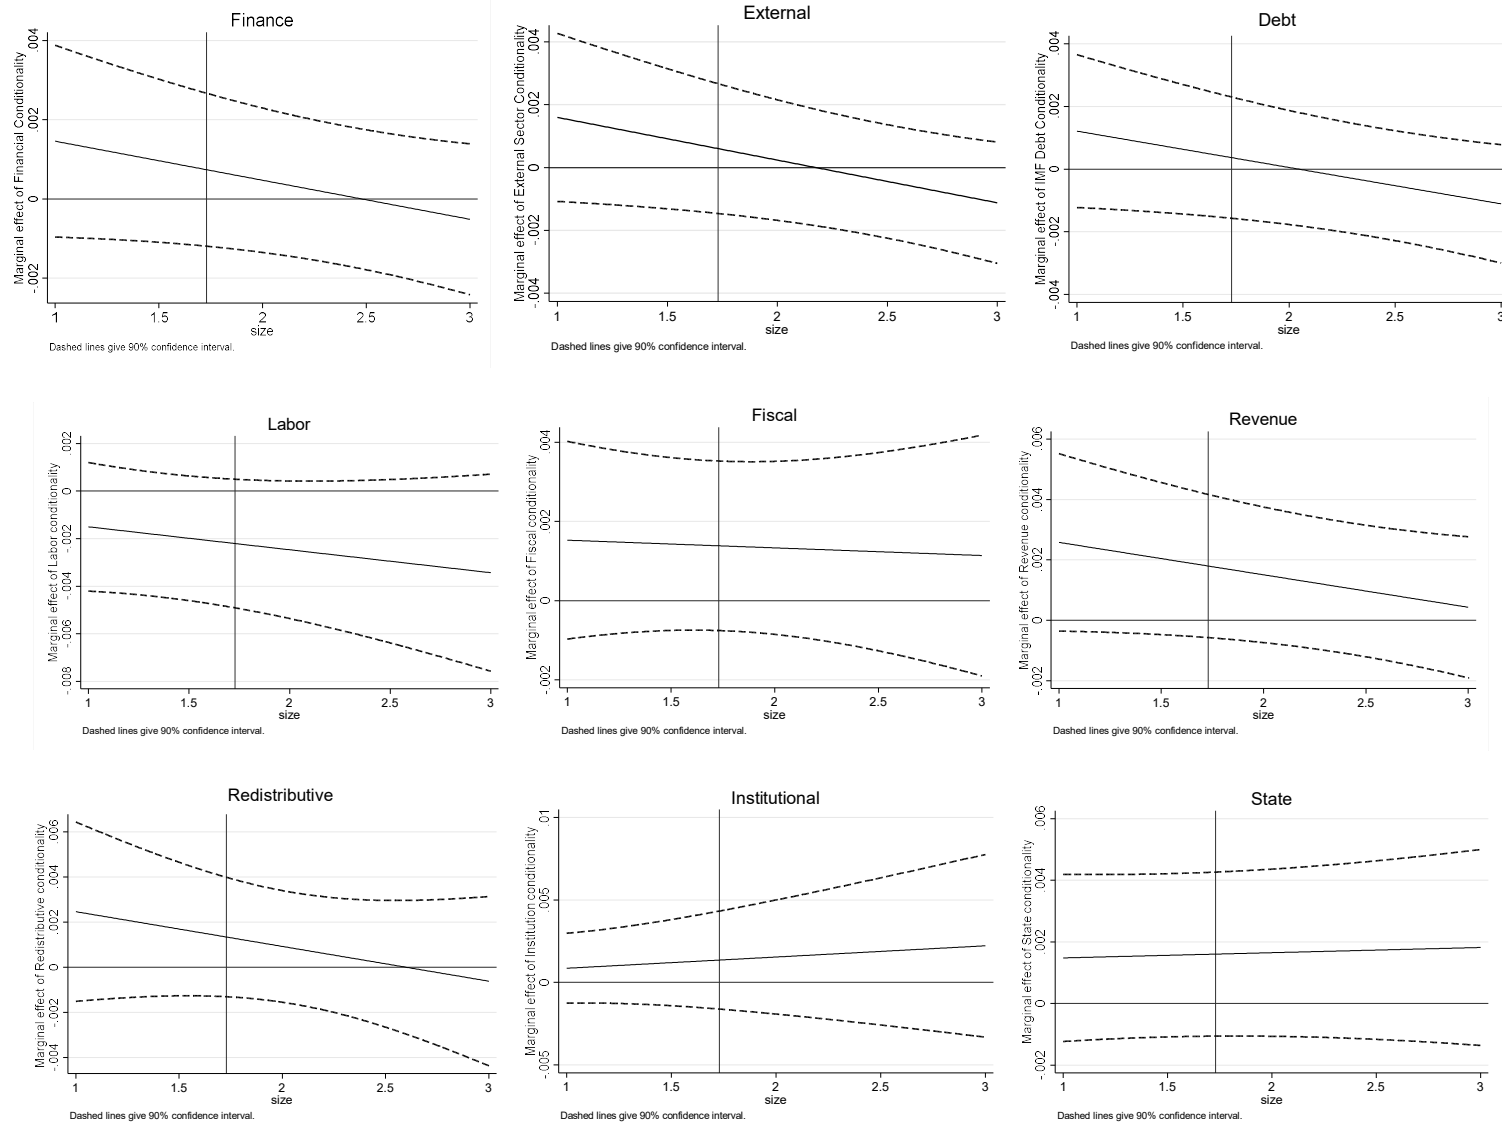 Finance
Marginal effect of Financial Conditionality
.004
.002
0
-.002
1 1.5 2 2.5 3
size
Dashed lines give 90% confidence interval.
External
Marginal effect of External Sector Conditionality
.004
.002
0
-.002
-.004
1 1.5 2 2.5 3
size
Dashed lines give 90% confidence interval.
Debt
Marginal effect of IMF Debt Conditionality
.004
.002
0
-.002
-.004
1 1.5 2 2.5 3
size
Dashed lines give 90% confidence interval.
Labor
Marginal effect of Labor conditionality
.002
0
-.002
-.004
-.006
-.008
1 1.5 2 2.5 3
size
Dashed lines give 90% confidence interval.
Fiscal
Marginal effect of Fiscal conditionality
.004
.002
0
-.002
1 1.5 2 2.5 3
size
Dashed lines give 90% confidence interval.
Revenue
Marginal effect of Revenue conditionality
.006
.004
.002
0
-.002
1 1.5 2 2.5 3
size
Dashed lines give 90% confidence interval.
Redistributive
Marginal effect of Redistributive conditionality
.006
.004
.002
0
-.002
-.004
1 1.5 2 2.5 3
size
Dashed lines give 90% confidence interval.
Institutional
Marginal effect of Institution conditionality
.01
.005
0
-.005
1 1.5 2 2.5 3
size
Dashed lines give 90% confidence interval.
State
Marginal effect of State conditionality
.006
.004
.002
0
-.002
1 1.5 2 2.5 3
size
Dashed lines give 90% confidence interval.